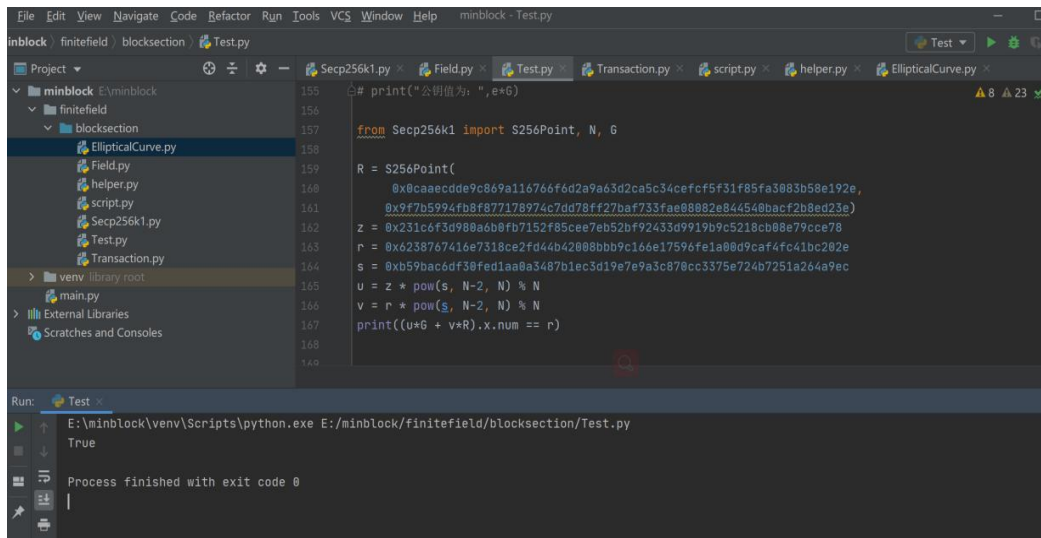 File Edit View Navigate Code Refactor Run Tools VCS Window Help minblock - Test.py
inblock finitefield blocksection Test.py Test
Project Secp256k1.py Field.py Test.py Transaction.py script.py helper.py EllipticalCurve.py
minblock E:\minblock
finitefield
blocksection
EllipticalCurve.py
Field.py
helper.py
script.py
Secp256k1.py
Test.py
Transaction.py
venv library root
main.py
External Libraries
Scratches and Consoles
8 23
155 # print("公钥值为: ",e*G)
156
157 from Secp256k1 import S256Point, N, G
158
159 R = S256Point(
160 0x0caaecdde9c869a116766f6d2a9a63d2ca5c34cefcf5f31f85fa3083b58e192e,
161 0x9f7b5994fb8f877178974c7dd78ff27baf733fae08082e844540bacf2b8ed23e)
162 z = 0x231c6f3d980a6b0fb7152f85cee7eb52bf92433d9919b9c5218cb08e79cce78
163 r = 0x6238767416e7318ce2fd44b42008bbb9c166e17596fe1a00d9caf4fc41bc202e
164 s = 0xb59bac6df30fed1aa0a3487b1ec3d19e7e9a3c870cc3375e724b7251a264a9ec
165 u = z * pow(s, N-2, N) % N
166 v = r * pow(s, N-2, N) % N
167 print((u*G + v*R).x.num == r)
168
169
Run: Test
E:\minblock\venv\Scripts\python.exe E:/minblock/finitefield/blocksection/Test.py
True
Process finished with exit code 0